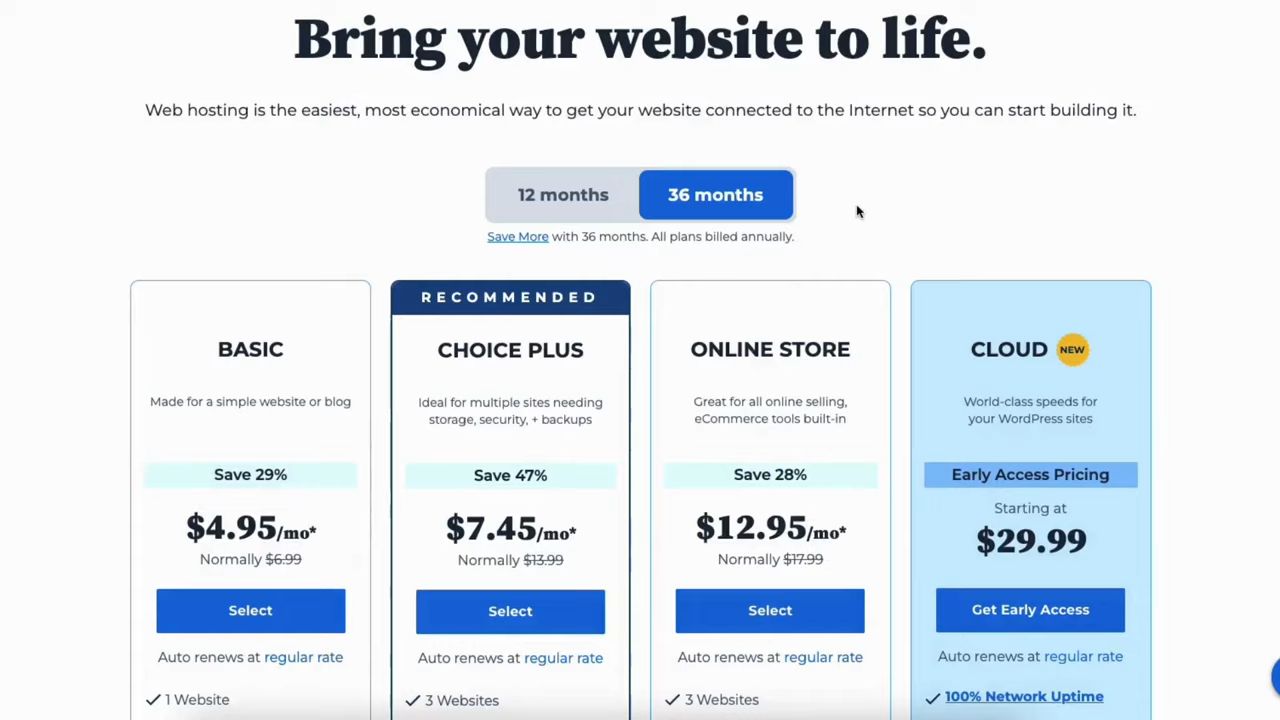 Bring your website to life.
Web hosting is the easiest, most economical way to get your website connected to the Internet so you can start building it.
12 months
36 months
Save More with 36 months. All plans billed annually.
BASIC
Made for a simple website or blog
Save 29%
$4.95/mo*
Normally $6.99
Select
Auto renews at regular rate
1 Website
RECOMMENDED
CHOICE PLUS
Ideal for multiple sites needing
storage, security, + backups
Save 47%
$7.45/mo*
Normally $13.99
Select
Auto renews at regular rate
3 Websites
ONLINE STORE
Great for all online selling,
eCommerce tools built-in
Save 28%
$12.95/mo*
Normally $17.99
Select
Auto renews at regular rate
3 Websites
CLOUD NEW
World-class speeds for
your WordPress sites
Early Access Pricing
Starting at
$29.99
Get Early Access
Auto renews at regular rate
100% Network Uptime